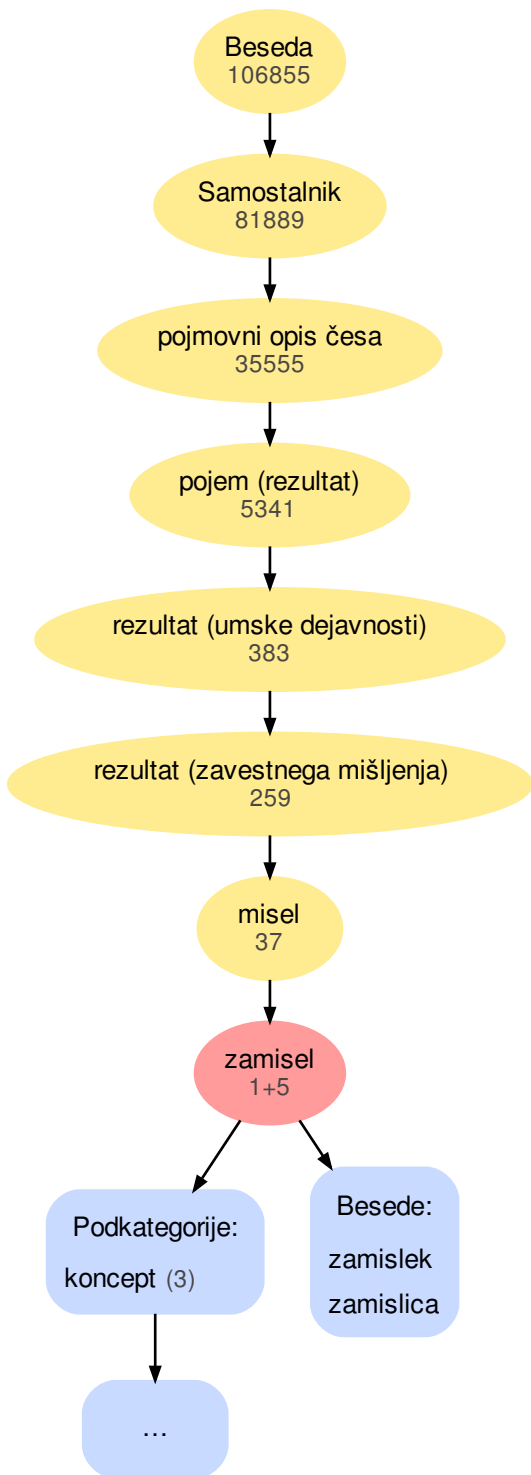 Beseda
106855
Samostalnik
81889
pojmovni opis česa
35555
pojem (rezultat)
5341
rezultat (umske dejavnosti)
383
rezultat (zavestnega mišljenja)
259
misel
37
zamisel
1+5
Podkategorije:
koncept (3)
Besede:
zamislek
zamislica
...